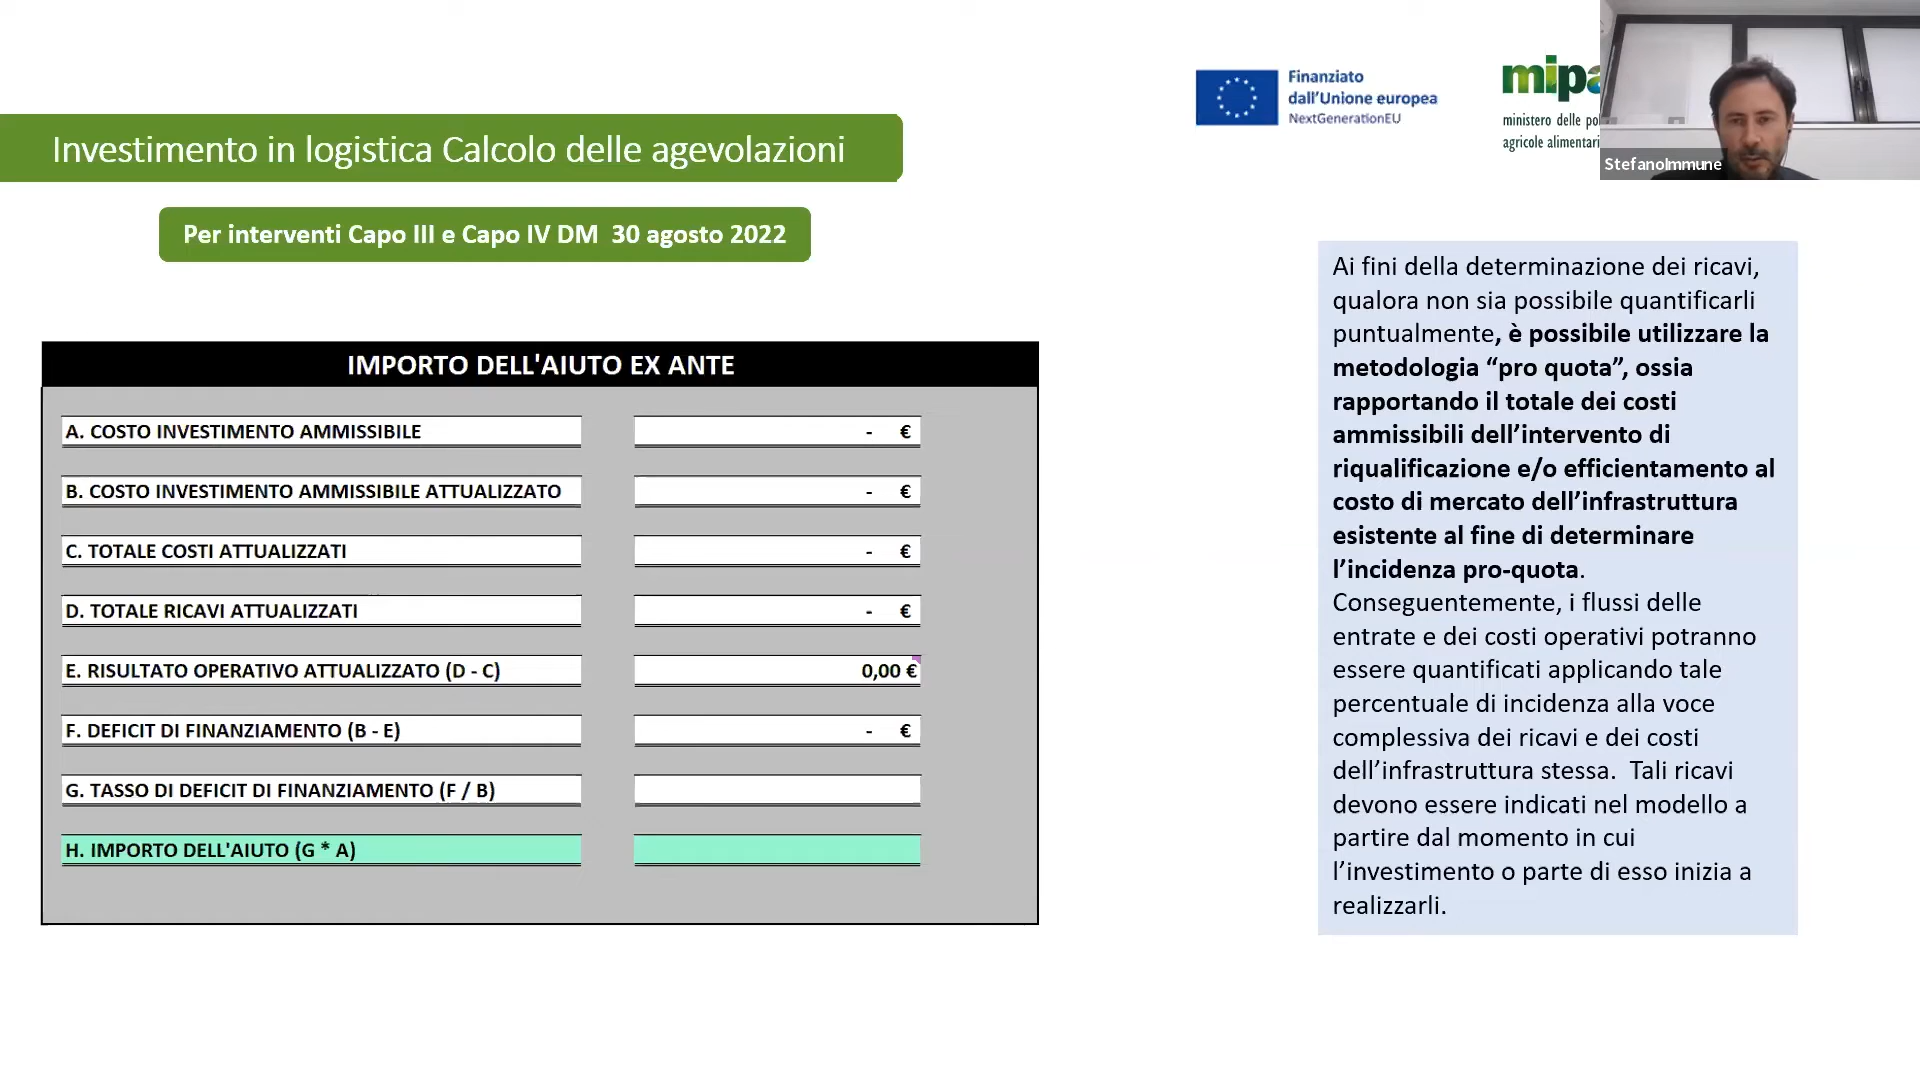 Finanziato
dall'Unione europea
NextGenerationEU
mipa
ministero delle po
agricole alimentari
StefanoImmune
Investimento in logistica Calcolo delle agevolazioni
Per interventi Capo III e Capo IV DM  30 agosto 2022
IMPORTO DELL'AIUTO EX ANTE
A. COSTO INVESTIMENTO AMMISSIBILE - €
B. COSTO INVESTIMENTO AMMISSIBILE ATTUALIZZATO - €
C. TOTALE COSTI ATTUALIZZATI - €
D. TOTALE RICAVI ATTUALIZZATI - €
E. RISULTATO OPERATIVO ATTUALIZZATO (D - C) 0,00 €
F. DEFICIT DI FINANZIAMENTO (B - E) - €
G. TASSO DI DEFICIT DI FINANZIAMENTO (F / B)
H. IMPORTO DELL'AIUTO (G * A)
Ai fini della determinazione dei ricavi,
qualora non sia possibile quantificarli
puntualmente, è possibile utilizzare la
metodologia “pro quota”, ossia
rapportando il totale dei costi
ammissibili dell’intervento di
riqualificazione e/o efficientamento al
costo di mercato dell’infrastruttura
esistente al fine di determinare
l’incidenza pro-quota.
Conseguentemente, i flussi delle
entrate e dei costi operativi potranno
essere quantificati applicando tale
percentuale di incidenza alla voce
complessiva dei ricavi e dei costi
dell’infrastruttura stessa.  Tali ricavi
devono essere indicati nel modello a
partire dal momento in cui
l’investimento o parte di esso inizia a
realizzarli.